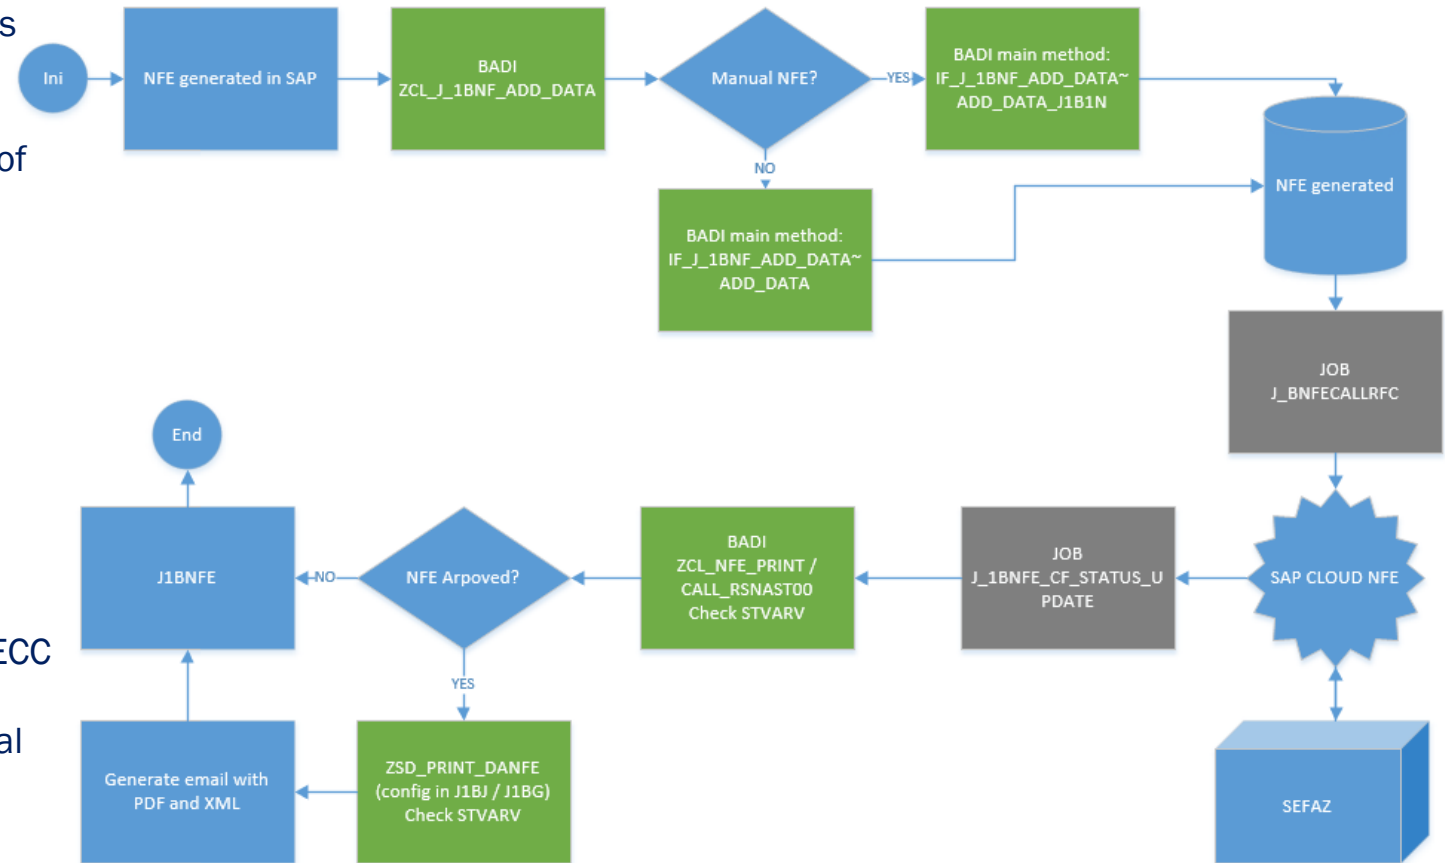 s
of
ECC
al
Ini
NFE generated in SAP
BADI
ZCL_J_1BNF_ADD_DATA
Manual NFE?
YES
BADI main method:
IF_J_1BNF_ADD_DATA~
ADD_DATA_J1B1N
NO
BADI main method:
IF_J_1BNF_ADD_DATA~
ADD_DATA
NFE generated
JOB
J_BNFECALLRFC
SAP CLOUD NFE
SEFAZ
JOB
J_1BNFE_CF_STATUS_U
PDATE
BADI
ZCL_NFE_PRINT /
CALL_RSNAST00
Check STVARV
NFE Arpoved?
NO
YES
ZSD_PRINT_DANFE
(config in J1BJ / J1BG)
Check STVARV
Generate email with
PDF and XML
J1BNFE
End